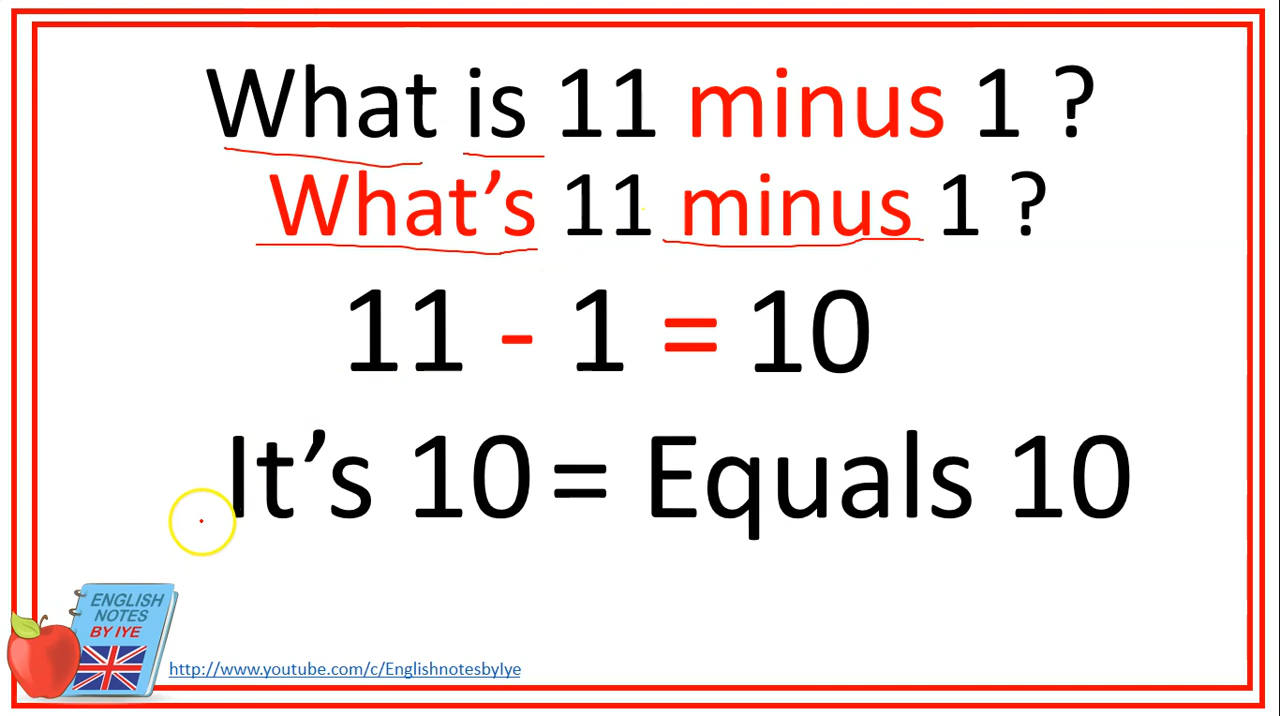 What is 11 minus 1 ?
What's 11 minus 1 ?
11 - 1 = 10
It's 10 = Equals 10
ENGLISH
NOTES
BY IYE
http://www.youtube.com/c/EnglishnotesbyIye